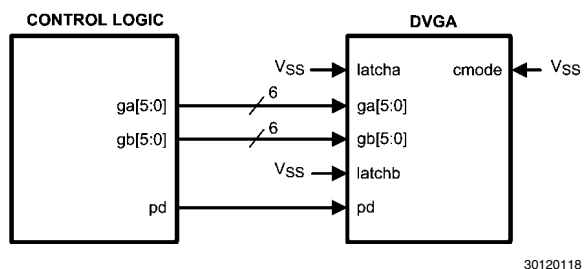 CONTROL LOGIC
DVGA
VSS
latcha
cmode
VSS
ga[5:0]
6
ga[5:0]
gb[5:0]
6
gb[5:0]
VSS
latchb
pd
pd
30120118